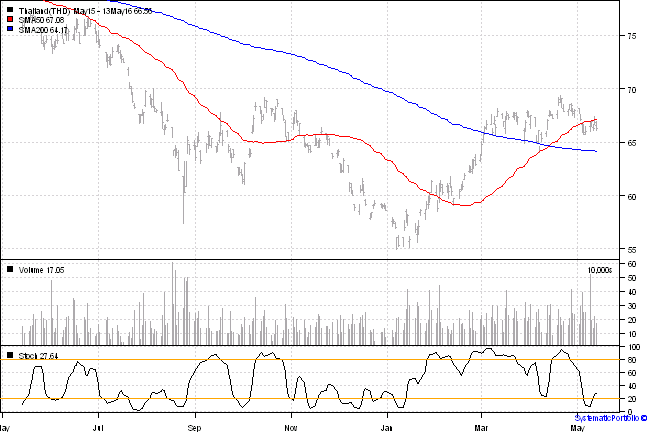 Thailand(THD) May15 - 13May16 66.56
SMA50 67.08
SMA200 64.17
75
70
65
60
55
Volume 17.05
10,000s
60
50
40
30
20
10
Stoch 27.64
100
80
60
40
20
0
May
Jul
Sep
Nov
Jan
Mar
May
SystematicPortfolio ©